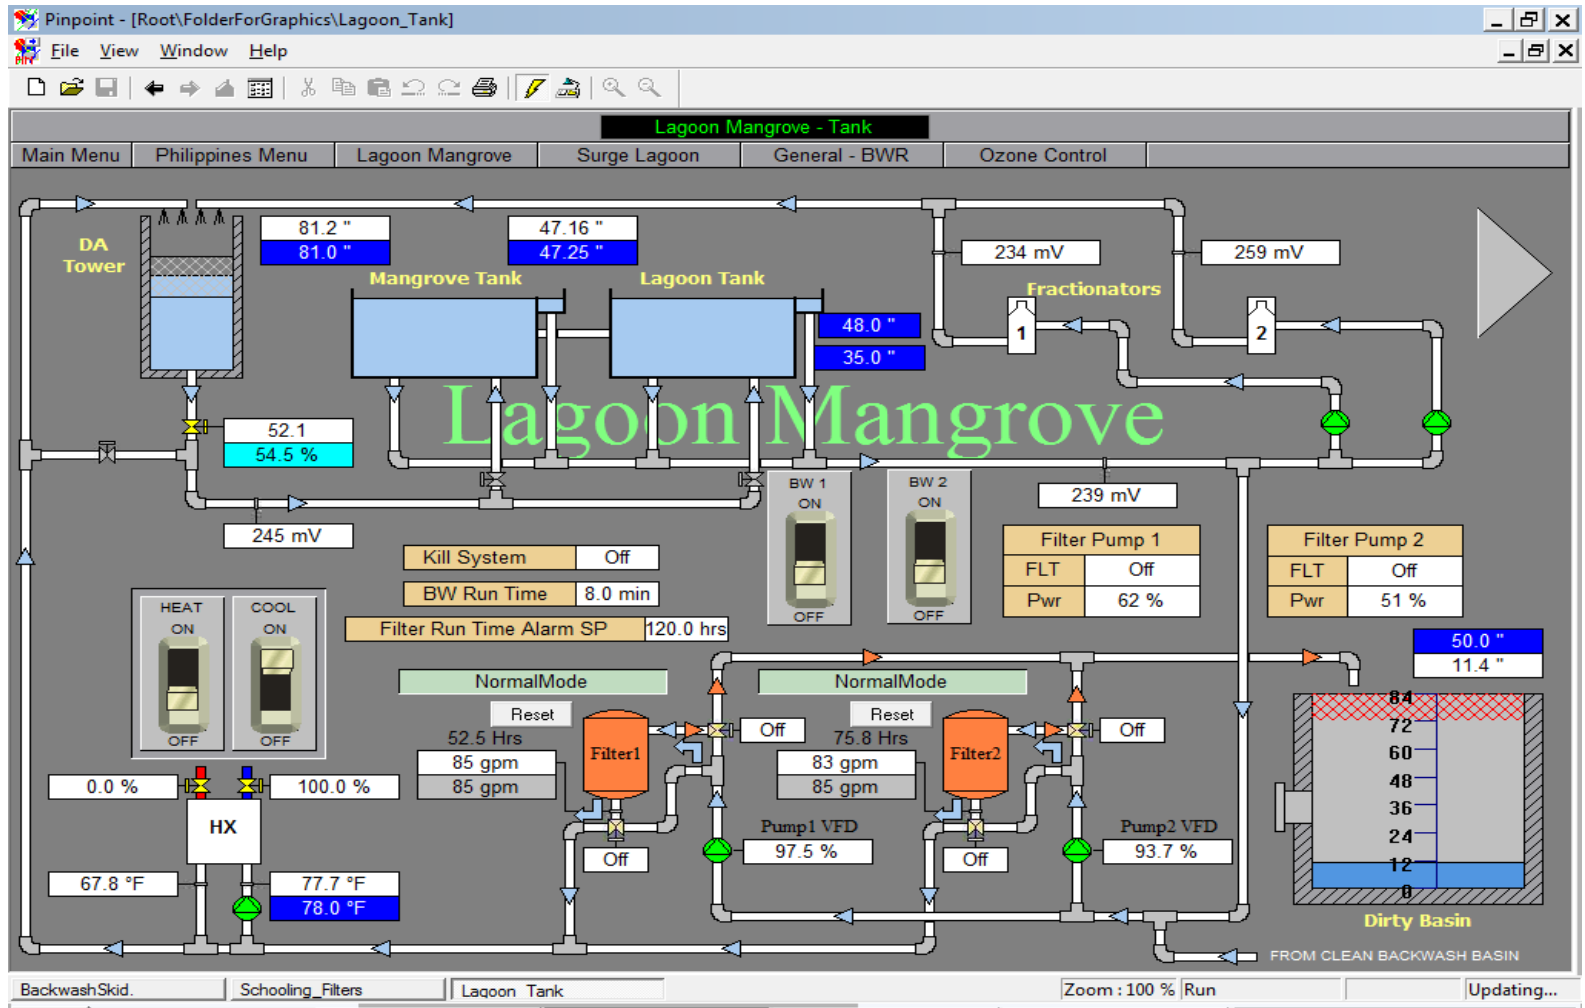 Pinpoint - [Root\FolderForGraphics\Lagoon_Tank]
File View Window Help
Lagoon Mangrove - Tank
Main Menu Philippines Menu Lagoon Mangrove Surge Lagoon General - BWR Ozone Control
DA
Tower
81.2 "
81.0 "
47.16 "
47.25 "
234 mV
259 mV
Mangrove Tank
Lagoon Tank
Fractionators
48.0 "
35.0 "
1
2
Lagoon Mangrove
52.1
54.5 %
245 mV
239 mV
BW 1
ON
OFF
BW 2
ON
OFF
Kill System Off
BW Run Time 8.0 min
Filter Run Time Alarm SP 120.0 hrs
Filter Pump 1
FLT Off
Pwr 62 %
Filter Pump 2
FLT Off
Pwr 51 %
HEAT
ON
OFF
COOL
ON
OFF
50.0 "
11.4 "
NormalMode
Reset
52.5 Hrs
85 gpm
85 gpm
Filter1
Off
Off
Pump1 VFD
97.5 %
NormalMode
Reset
75.8 Hrs
83 gpm
85 gpm
Filter2
Off
Off
Pump2 VFD
93.7 %
84
72
60
48
36
24
12
0
Dirty Basin
0.0 %
100.0 %
HX
67.8 °F
77.7 °F
78.0 °F
FROM CLEAN BACKWASH BASIN
BackwashSkid. Schooling_Filters Lagoon_Tank Zoom : 100 % Run Updating...